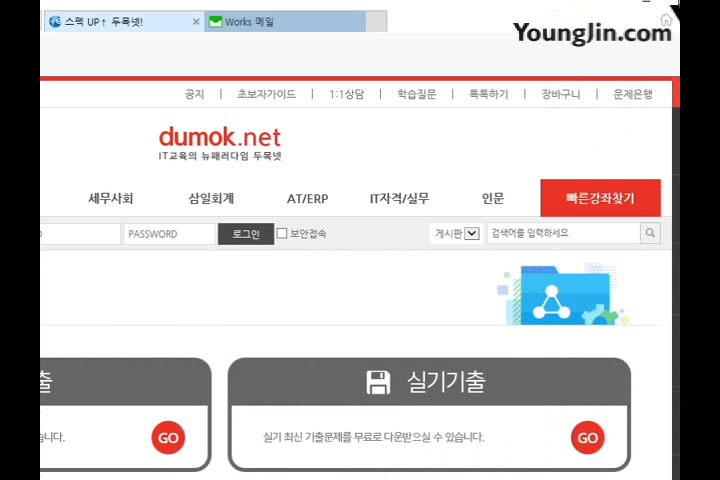 스펙 UP↑ 두목넷!
Works 메일
YoungJin.com
공지 | 초보자가이드 | 1:1상담 | 학습질문 | 톡톡하기 | 장바구니 | 문제은행
dumok.net
IT교육의 뉴패러다임 두목넷
세무사회 삼일회계 AT/ERP IT자격/실무 인문 빠른강좌찾기
PASSWORD 로그인 보안접속 게시판 검색어를 입력하세요
출 실기기출
습니다. GO 실기 최신 기출문제를 무료로 다운받으실 수 있습니다. GO